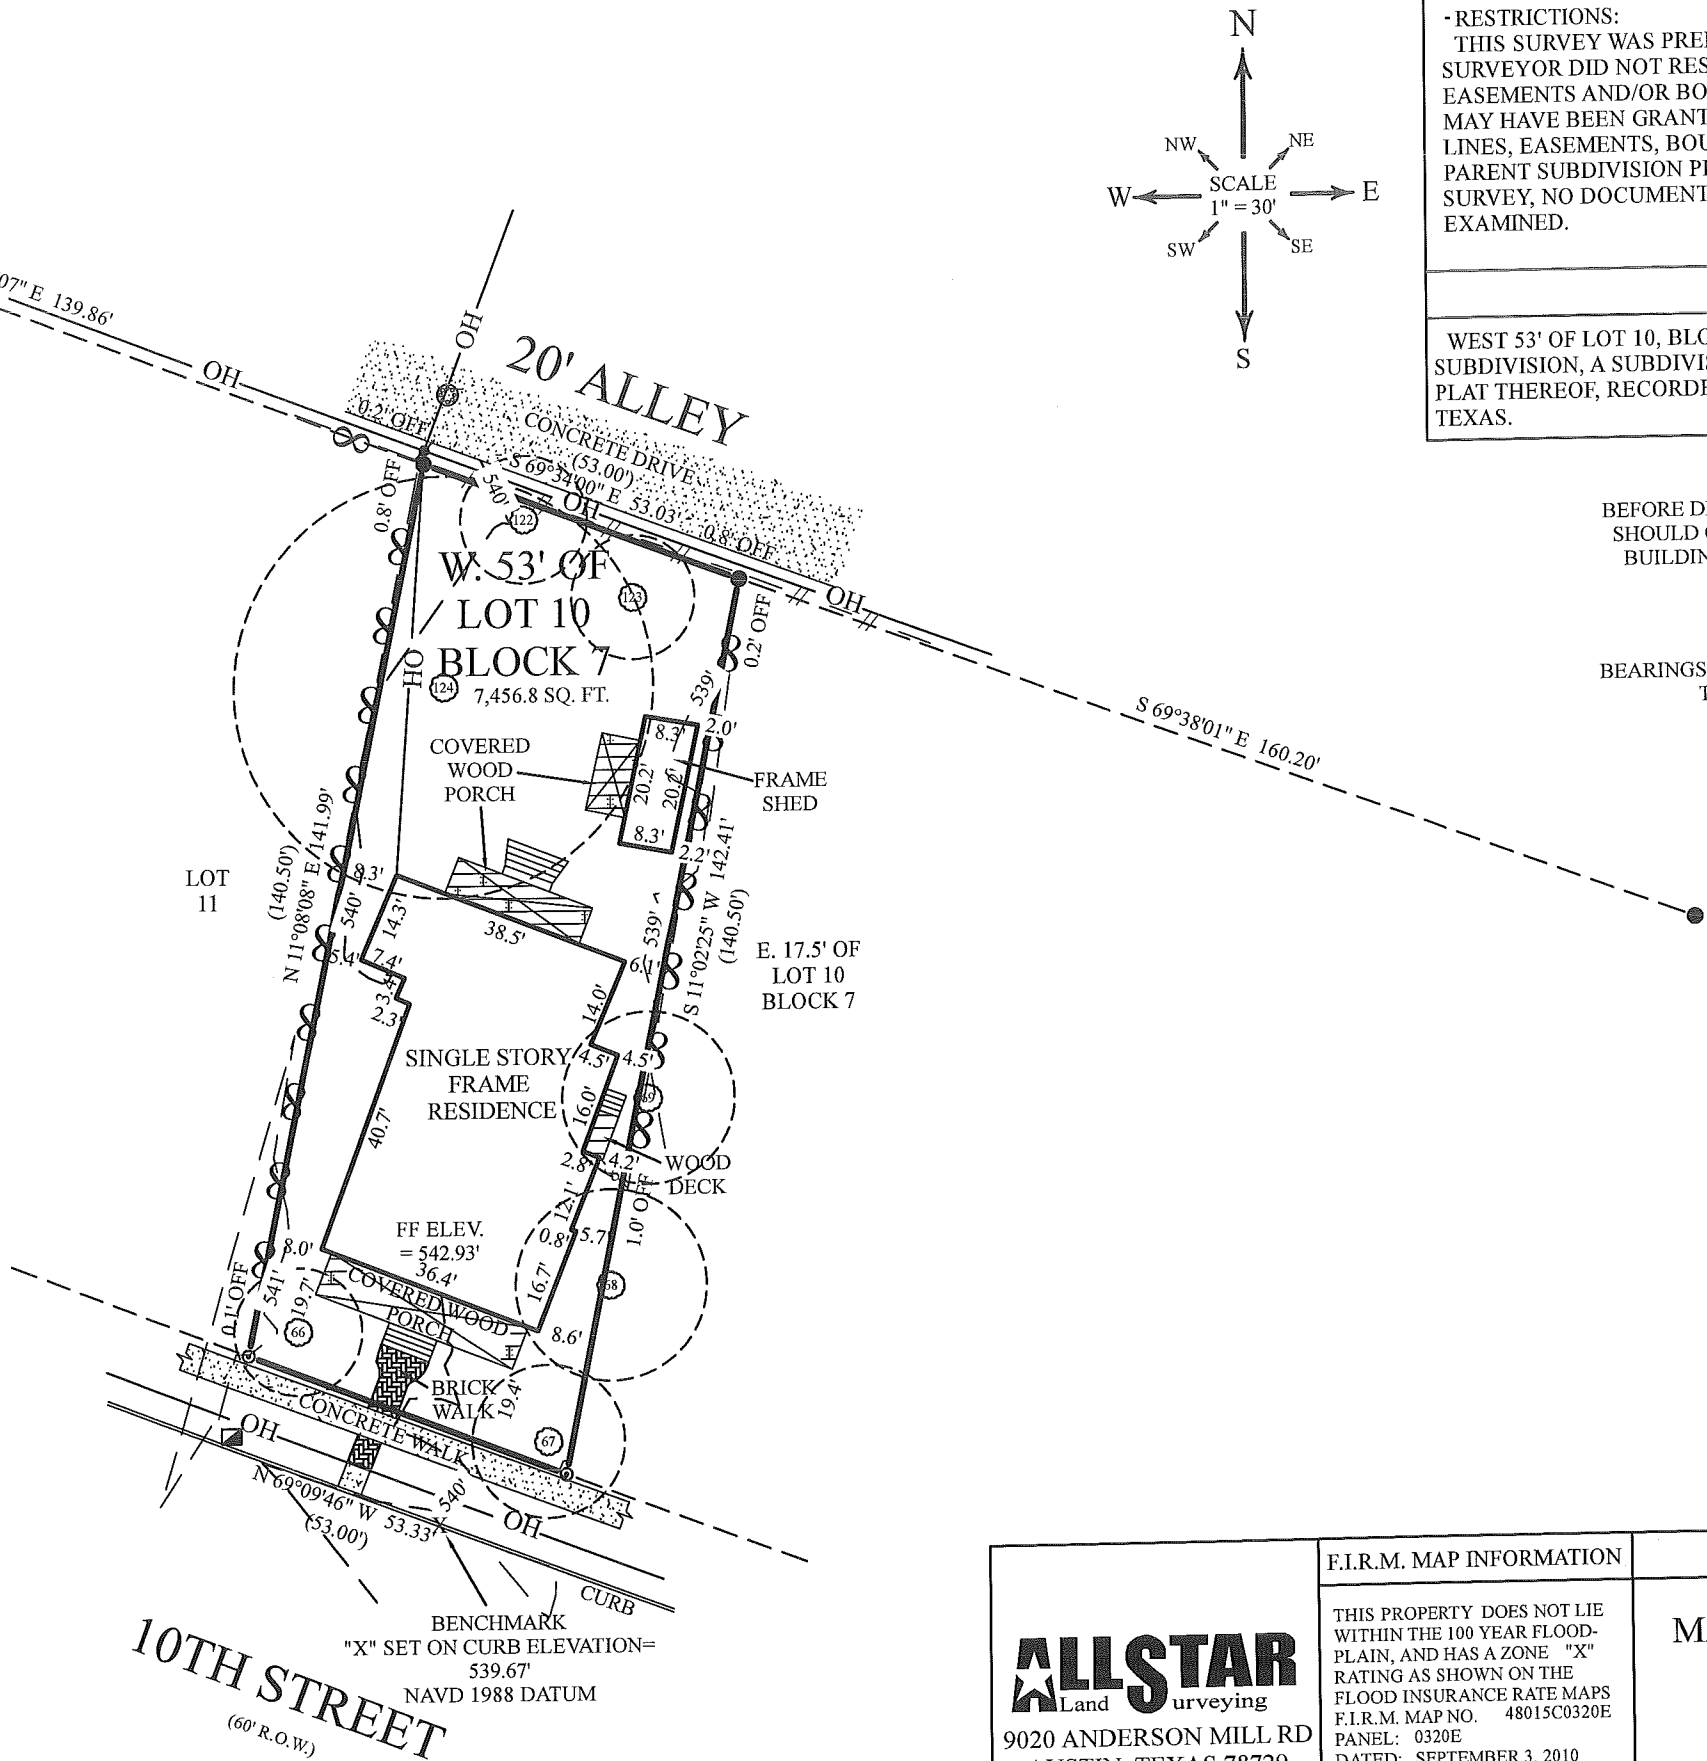 N
NW
NE
W
SCALE
1" = 30'
E
SW
SE
S
- RESTRICTIONS:
THIS SURVEY WAS
SURVEYOR DID NOT
EASEMENTS AND/OR
MAY HAVE BEEN
LINES, EASEMENTS,
PARENT SUBDIVISION
SURVEY, NO DOCUMENT
EXAMINED.
WEST 53' OF LOT 10,
SUBDIVISION, A
PLAT THEREOF,
TEXAS.
BEFORE
SHOULD
BEARINGS
07" E 139.86'
OH
OH
20' ALLEY
0.2' OFF
CONCRETE DRIVE
(53.00')
S 69°34'00" E 53.03'
OH
0.8' OFF
OH
0.8' OFF
540'
122
W. 53' OF
LOT 10
BLOCK 7
7,456.8 SQ. FT.
123
124
OH
0.2' OFF
539'
2.0'
8.3'
20.2'
20.2'
8.3'
2.2'
COVERED
WOOD
PORCH
FRAME
SHED
S 69°38'01" E 160.20'
LOT
11
N 11°08'08" E 141.99'
(140.50')
S 11°02'25" W 142.41'
(140.50')
8.3'
540'
14.3'
5.4'
7.4'
3.4'
2.3'
38.5'
539'
6.1'
14.0'
E. 17.5' OF
LOT 10
BLOCK 7
SINGLE STORY
FRAME
RESIDENCE
4.5'
4.5'
16.0'
69
40.7'
2.8'
4.2'
WOOD
DECK
12.1'
1.0'
0.8'
5.7'
16.7'
68
FF ELEV.
= 542.93'
36.4'
8.0'
COVERED WOOD
PORCH
0.1' OFF
541'
19.7'
66
8.6'
BRICK
WALK
19.4'
67
CONCRETE WALK
OH
N 69°09'46" W 53.33'
(53.00')
540'
X
OH
CURB
BENCHMARK
"X" SET ON CURB ELEVATION=
539.67'
NAVD 1988 DATUM
10TH STREET
(60' R.O.W.)
ALLSTAR
Land Surveying
9020 ANDERSON MILL RD
AUSTIN, TEXAS 78729
F.I.R.M. MAP INFORMATION
THIS PROPERTY DOES NOT LIE
WITHIN THE 100 YEAR FLOOD-
PLAIN, AND HAS A ZONE "X"
RATING AS SHOWN ON THE
FLOOD INSURANCE RATE MAPS
F.I.R.M. MAP NO. 48015C0320E
PANEL: 0320E
DATED: SEPTEMBER 3, 2010